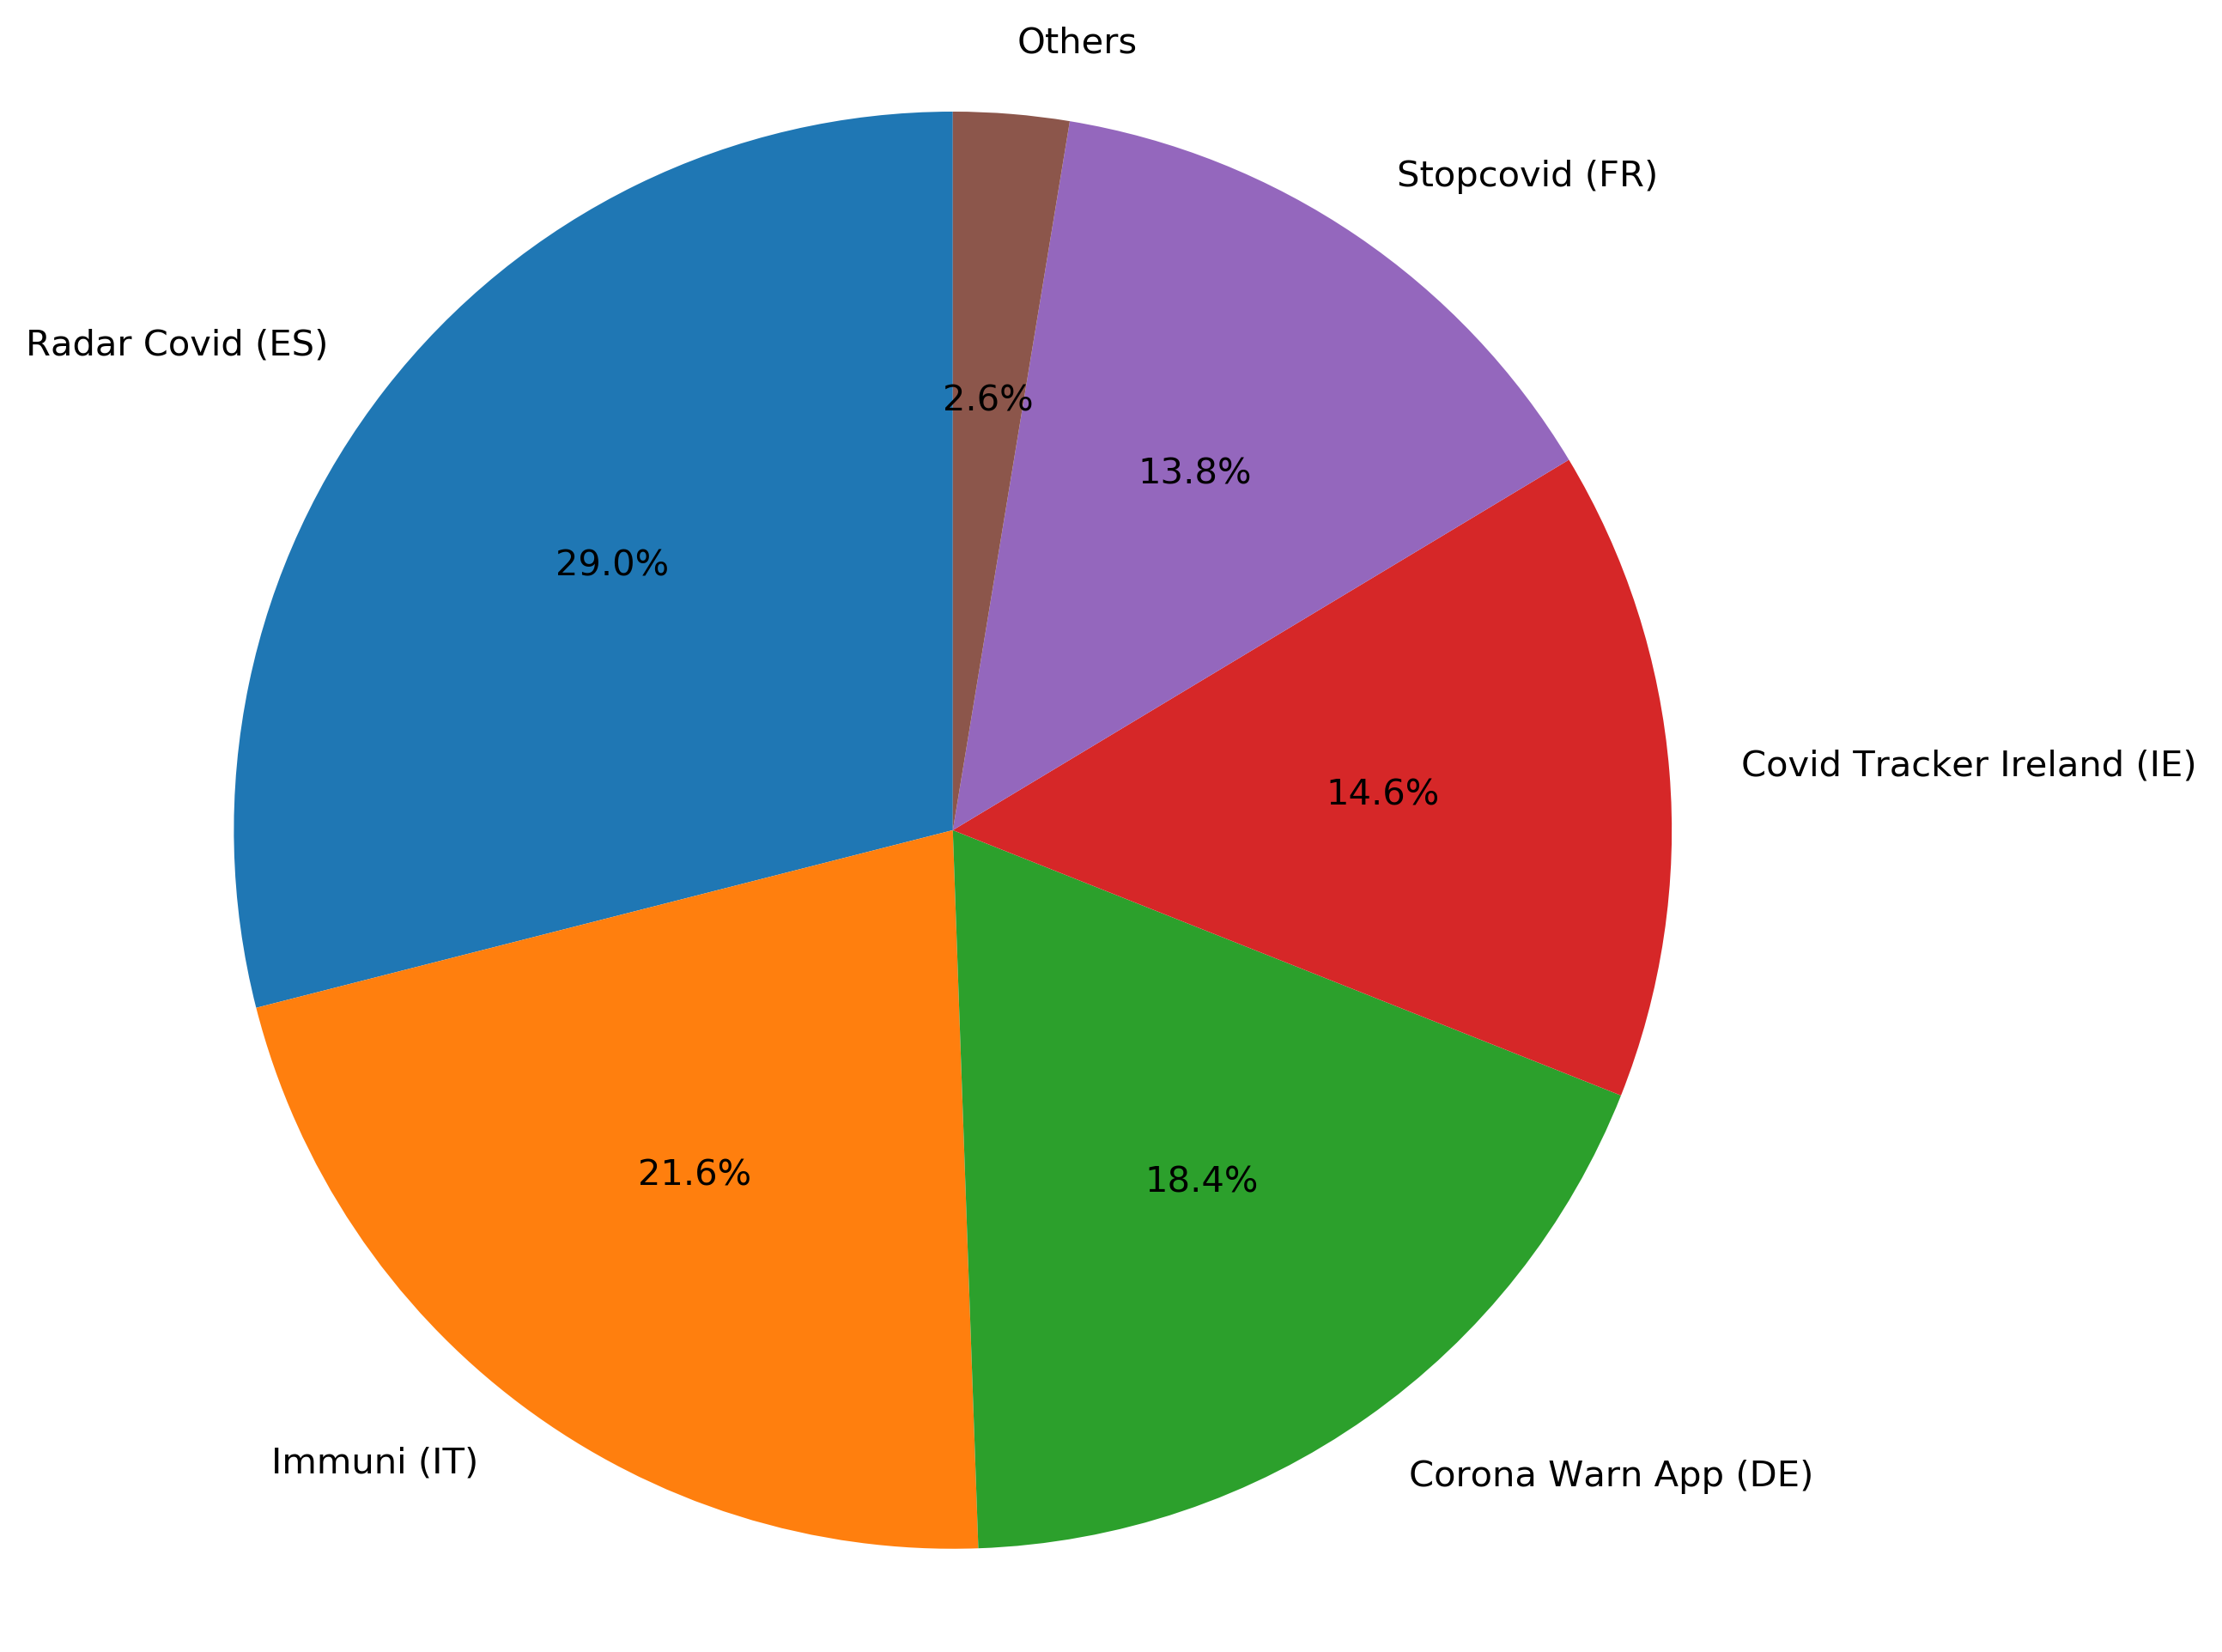 Others
Stopcovid (FR)
Radar Covid (ES)
2.6%
13.8%
29.0%
Covid Tracker Ireland (IE)
14.6%
21.6%
18.4%
Immuni (IT)
Corona Warn App (DE)